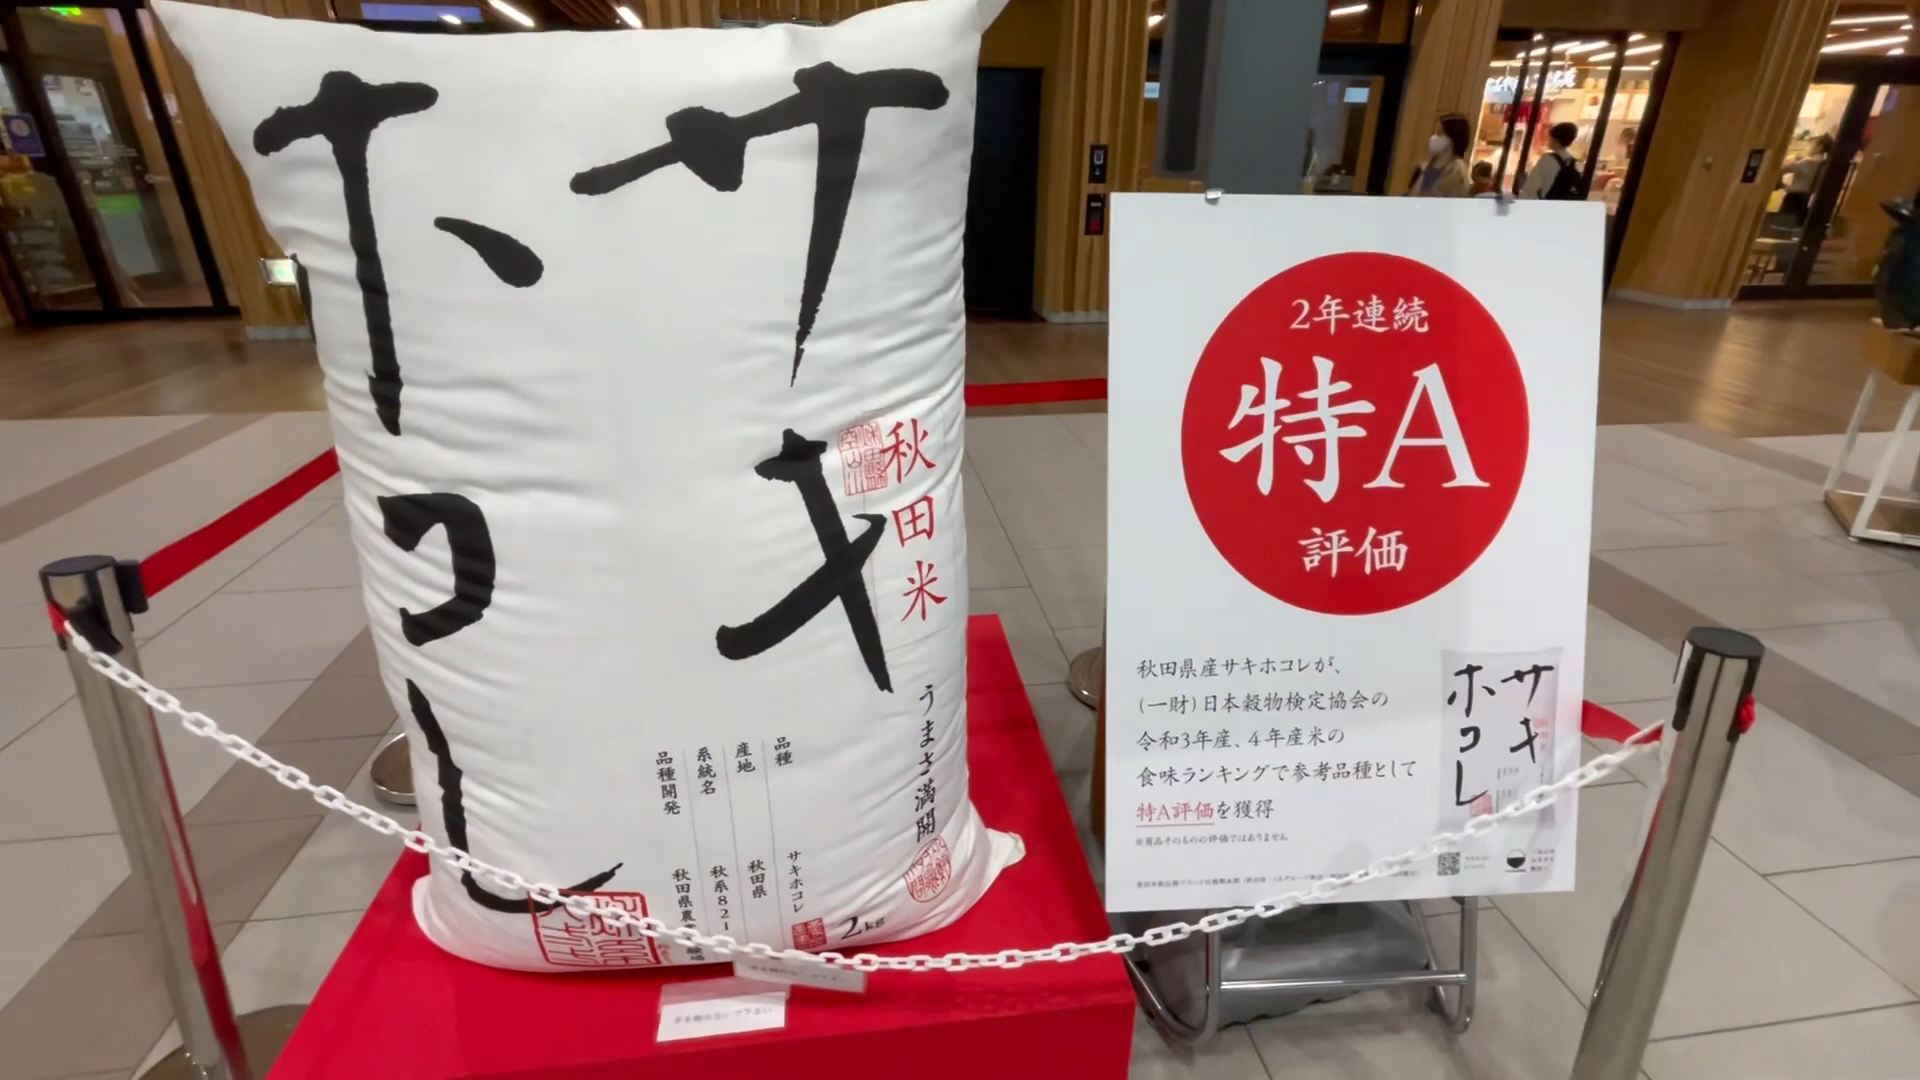 サキ
ホコレ
秋田米
うまさ満開
品種
サキホコレ
産地
秋田県
系統名
秋系821
品種開発
秋田県農
2kg
2年連続
特A
評価
秋田県産サキホコレが、
(一財)日本穀物検定協会の
令和3年産、4年産米の
食味ランキングで参考品種として
特A評価を獲得
※商品そのものの評価ではありません
サキ
ホコレ